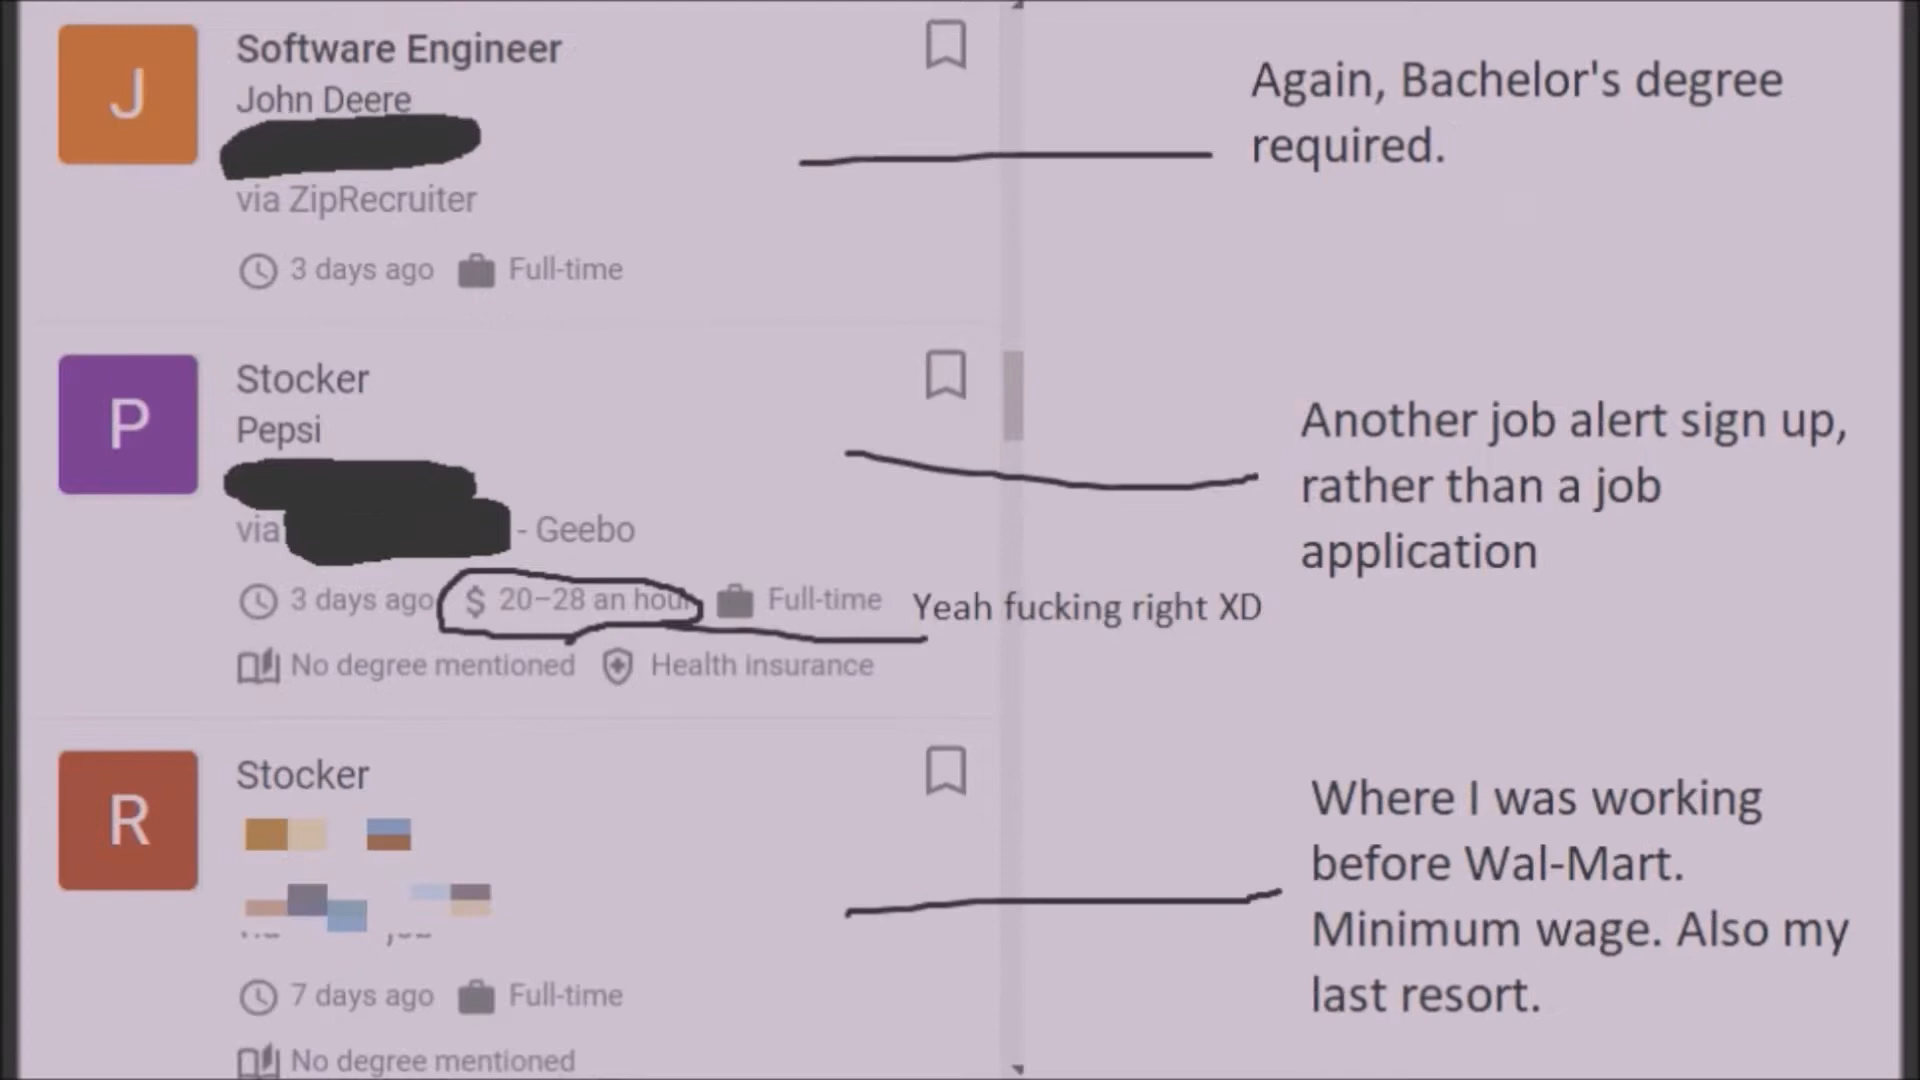 J
Software Engineer
John Deere
via ZipRecruiter
3 days ago Full-time
Again, Bachelor's degree
required.
P
Stocker
Pepsi
via - Geebo
3 days ago $ 20–28 an hour Full-time
No degree mentioned Health insurance
Another job alert sign up,
rather than a job
application
Yeah fucking right XD
R
Stocker
7 days ago Full-time
No degree mentioned
Where I was working
before Wal-Mart.
Minimum wage. Also my
last resort.